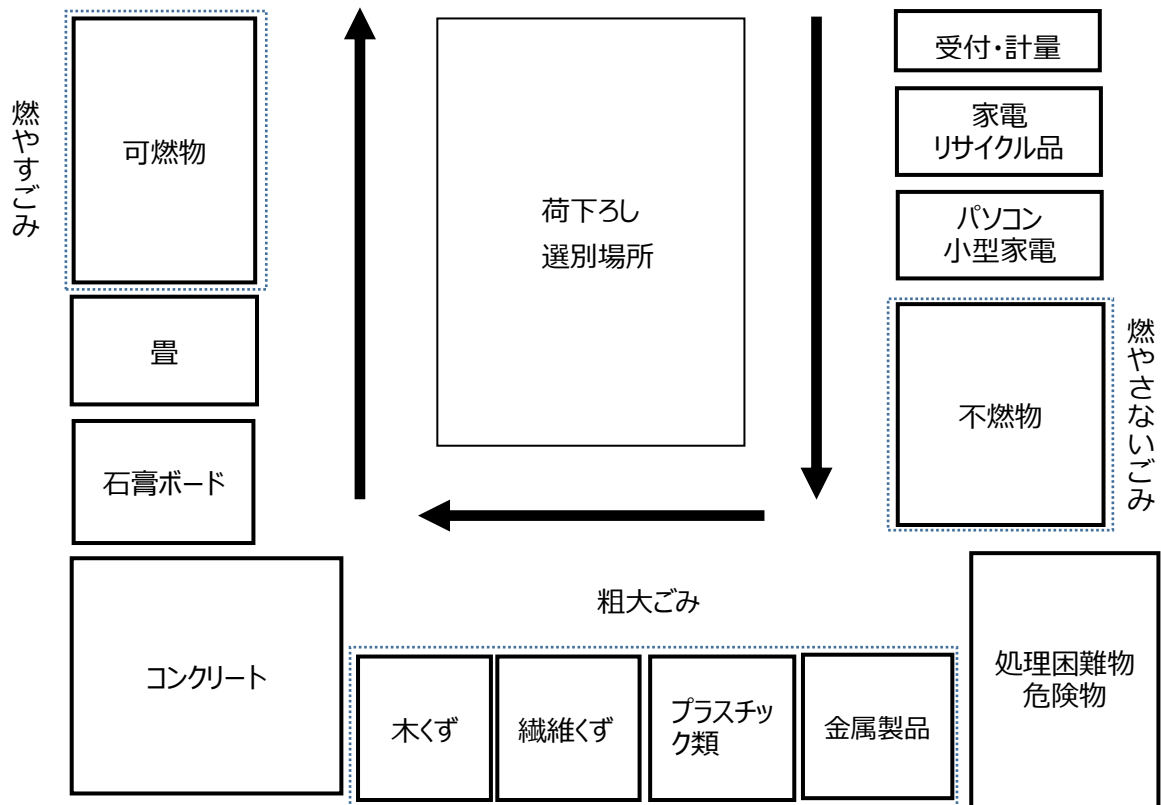 受付・計量
家電
リサイクル品
パソコン
小型家電
不燃物
燃やさないごみ
荷下ろし
選別場所
可燃物
燃やすごみ
畳
石膏ボード
コンクリート
粗大ごみ
木くず
繊維くず
プラスチッ
ク類
金属製品
処理困難物
危険物